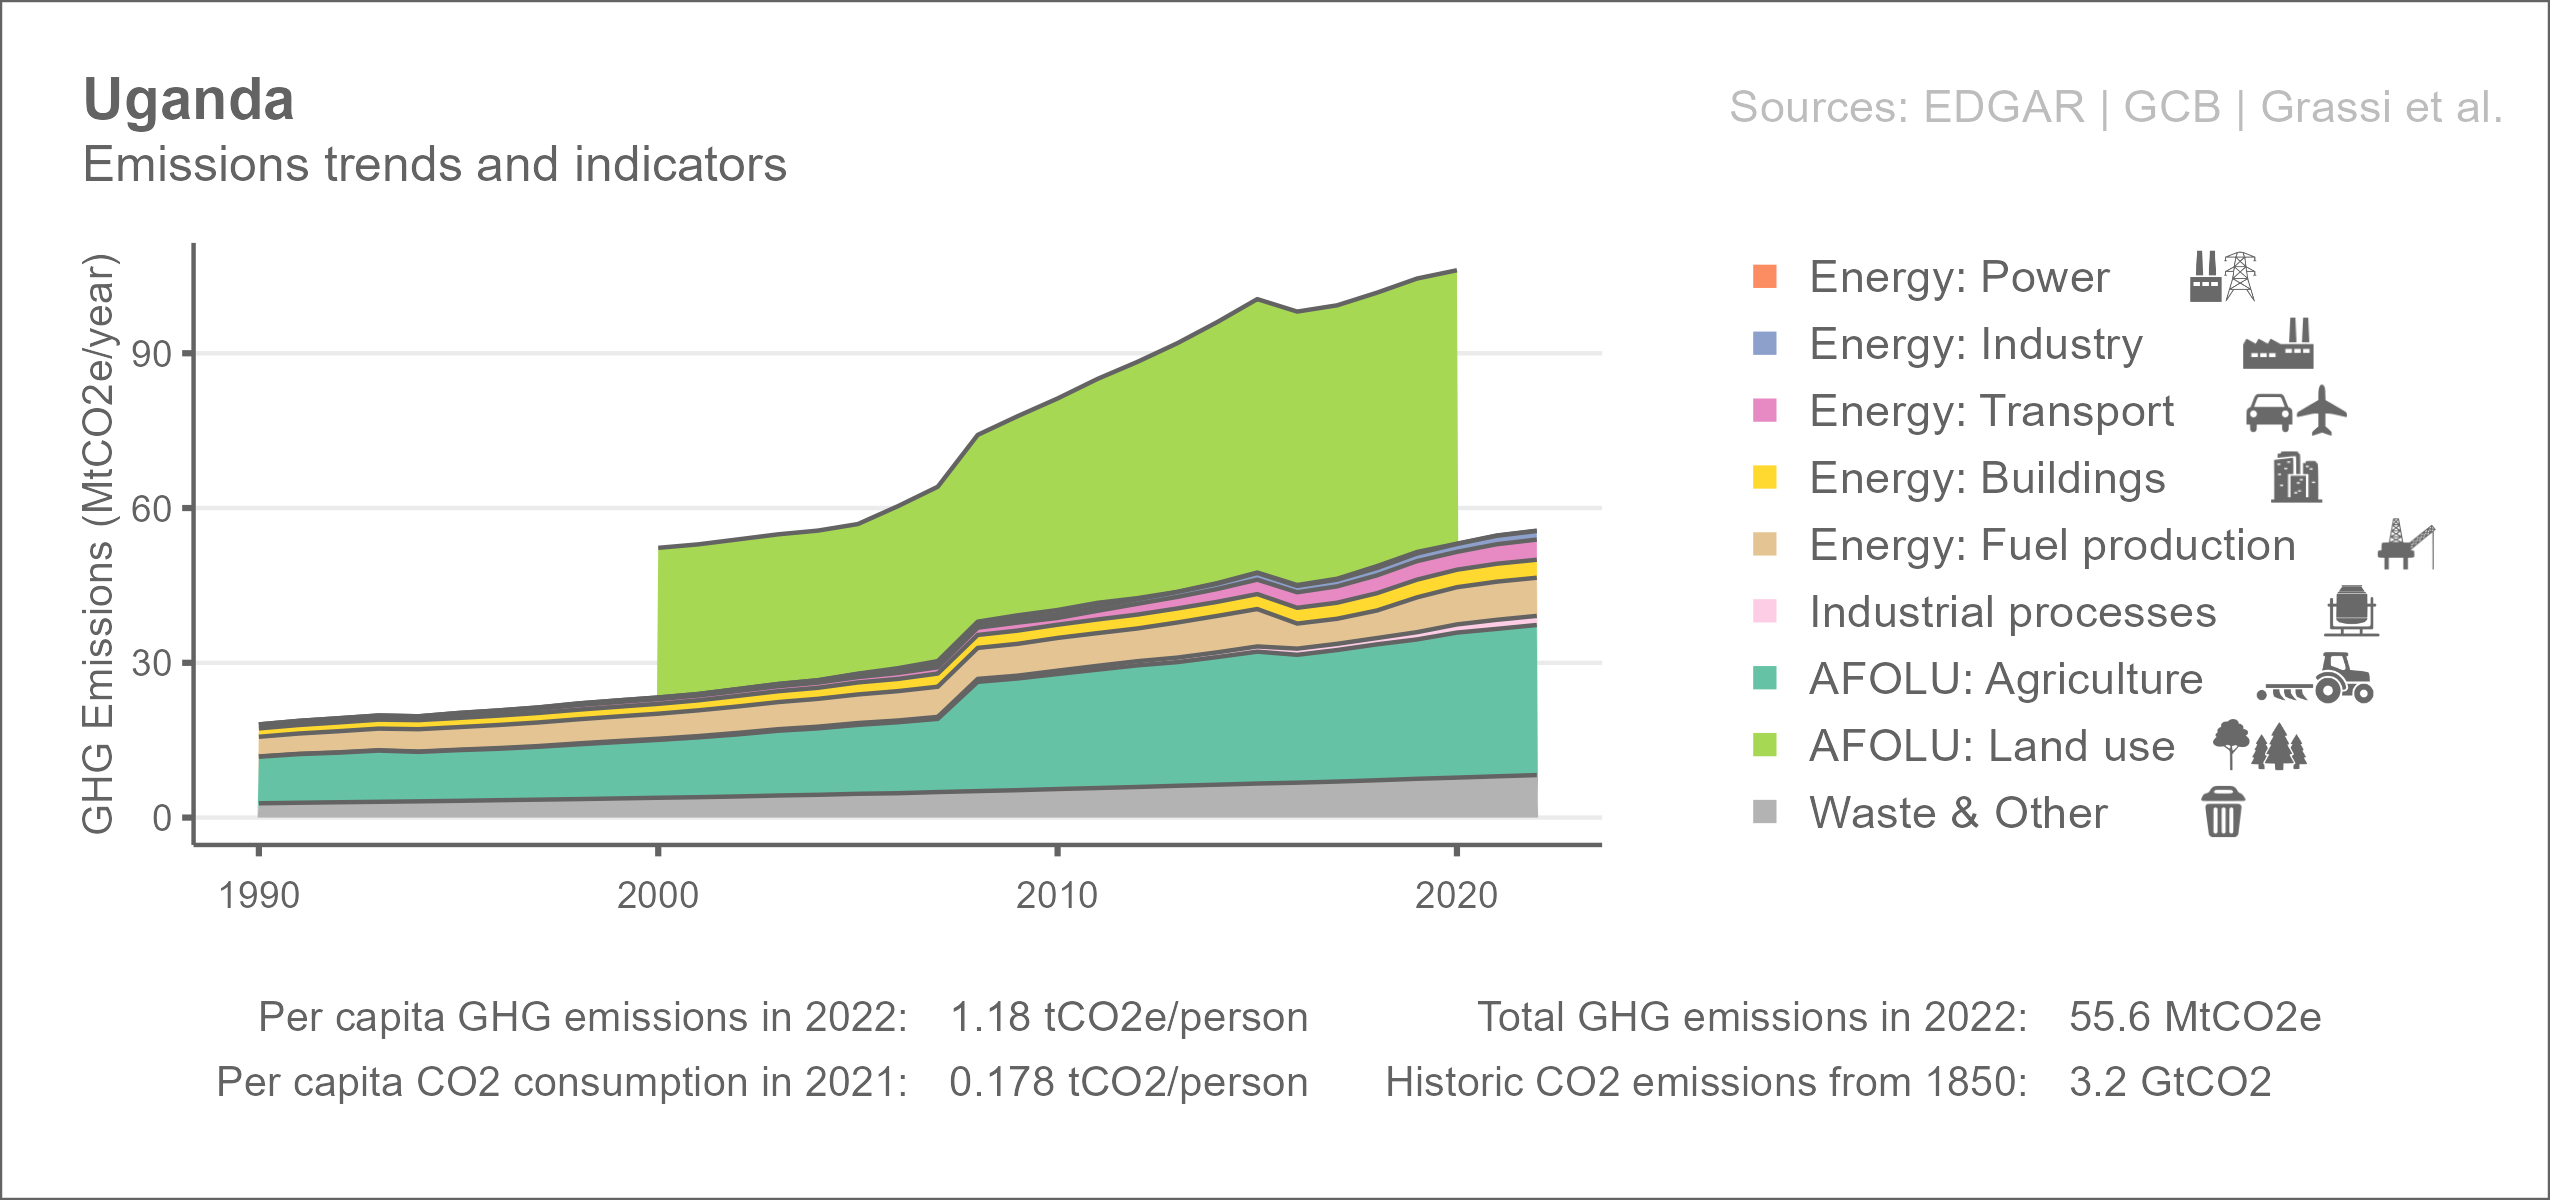 Uganda
Sources: EDGAR | GCB | Grassi et al.
Emissions trends and indicators
GHG Emissions (MtCO2e/year)
90
60
30
0
1990
2000
2010
2020
Energy: Power
Energy: Industry
Energy: Transport
Energy: Buildings
Energy: Fuel production
Industrial processes
AFOLU: Agriculture
AFOLU: Land use
Waste & Other
Per capita GHG emissions in 2022: 1.18 tCO2e/person
Total GHG emissions in 2022: 55.6 MtCO2e
Per capita CO2 consumption in 2021: 0.178 tCO2/person
Historic CO2 emissions from 1850: 3.2 GtCO2